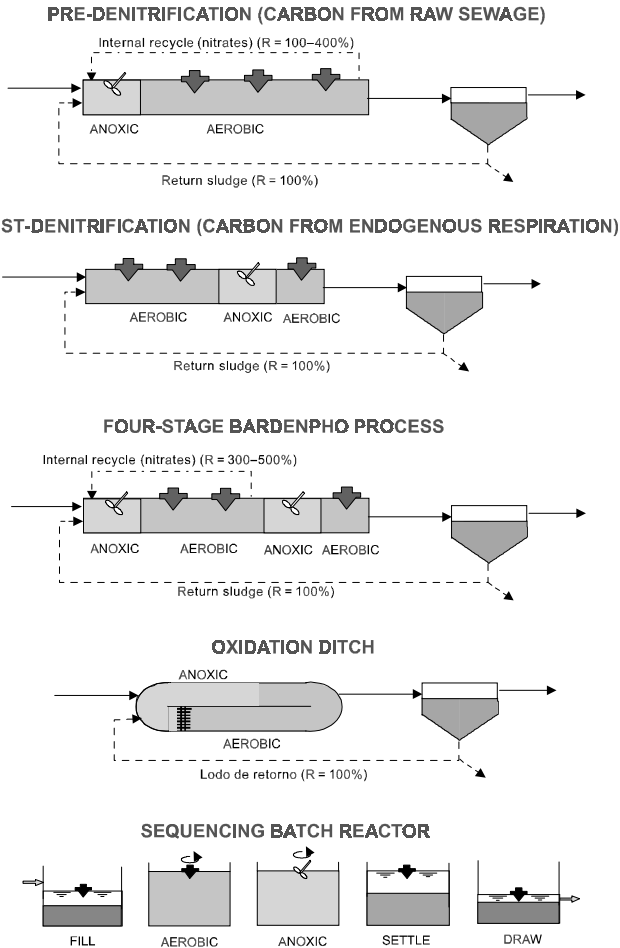 PRE-DENITRIFICATION (CARBON FROM RAW SEWAGE)
Internal recycle (nitrates) (R = 100–400%)
ANOXIC AEROBIC
Return sludge (R = 100%)
ST-DENITRIFICATION (CARBON FROM ENDOGENOUS RESPIRATION)
AEROBIC ANOXIC AEROBIC
Return sludge (R = 100%)
FOUR-STAGE BARDENPHO PROCESS
Internal recycle (nitrates) (R = 300–500%)
ANOXIC AEROBIC ANOXIC AEROBIC
Return sludge (R = 100%)
OXIDATION DITCH
ANOXIC
AEROBIC
Lodo de retorno (R = 100%)
SEQUENCING BATCH REACTOR
FILL AEROBIC ANOXIC SETTLE DRAW